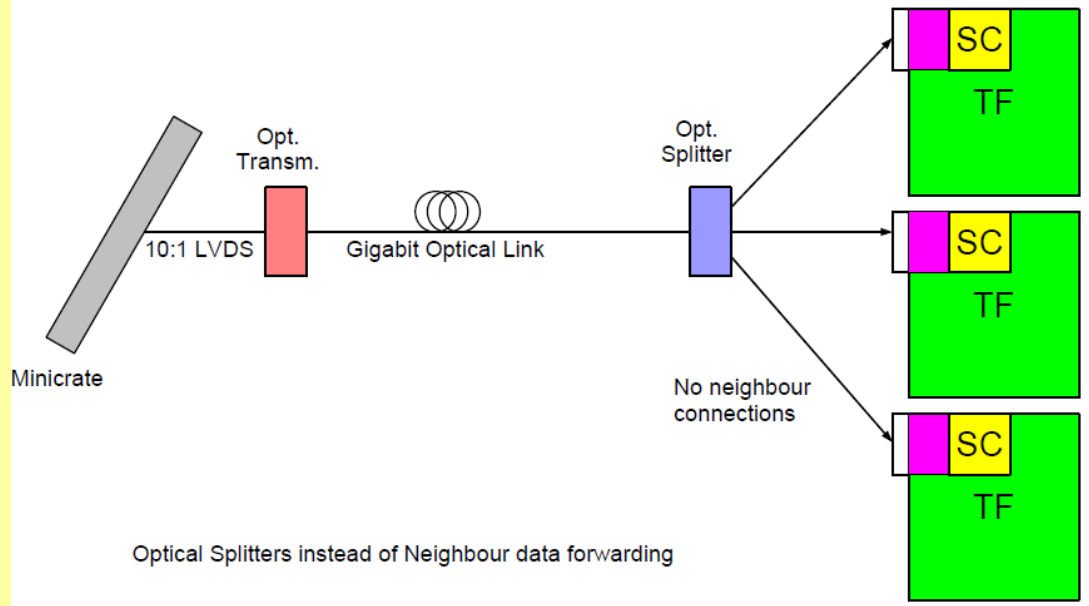 SC
TF
Opt.
Transm.
Opt.
Splitter
10:1 LVDS
Gigabit Optical Link
SC
TF
Minicrate
No neighbour
connections
SC
TF
Optical Splitters instead of Neighbour data forwarding